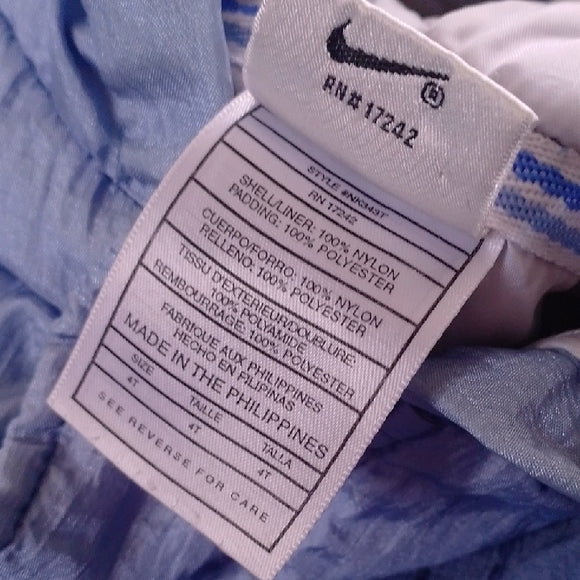 ®
RN# 17242
STYLE #NK343T
RN 17242
SHELL/LINER: 100% NYLON
PADDING: 100% POLYESTER
CUERPO/FORRO: 100% NYLON
RELLENO: 100% POLYESTER
TISSU D'EXTERIEUR/DOUBLURE:
100% POLYAMIDE
REMBOURRAGE: 100% POLYESTER
FABRIQUE AUX PHILIPPINES
HECHO EN FILIPINAS
MADE IN THE PHILIPPINES
SIZE TAILLE TALLA
4T 4T 4T
SEE REVERSE FOR CARE